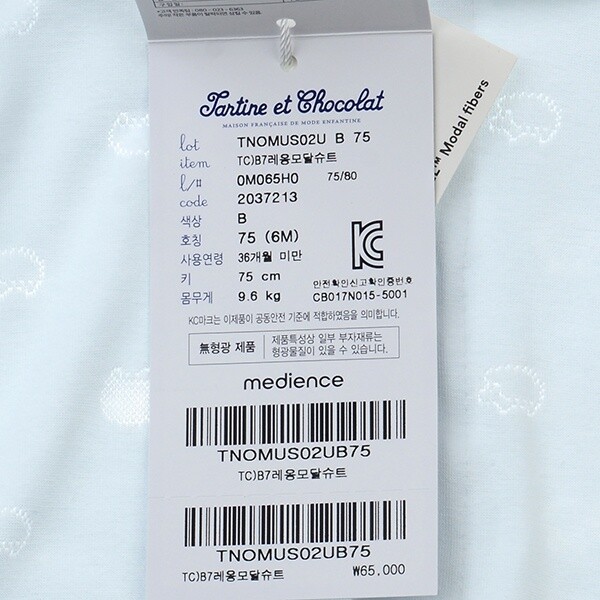 080 - 023 - 6363
Tartine et Chocolat
MAISON FRANÇAISE DE MODE ENFANTINE
lot TNOMUS02U B 75
item TC)B7레옹모달슈트
l/# 0M065H0 75/80
code 2037213
색상 B
호칭 75 (6M)
사용연령 36개월 미만
키 75 cm
몸무게 9.6 kg
안전확인신고확인증번호
CB017N015-5001
KC마크는 이제품이 공동안전 기준에 적합하였음을 의미합니다.
無형광 제품
제품특성상 일부 부자재류는
형광물질이 있을 수 있습니다.
medience
TNOMUS02UB75
TC)B7레옹모달슈트
TNOMUS02UB75
TC)B7레옹모달슈트 ₩65,000
Modal fibers